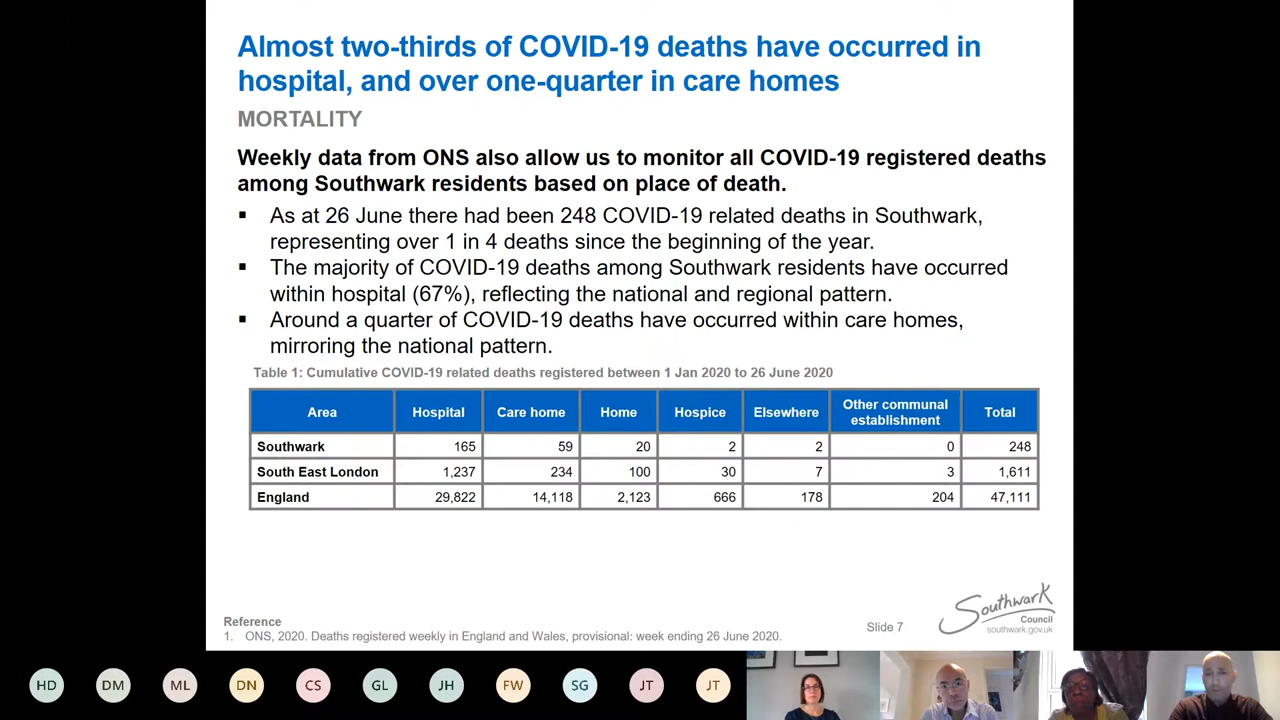 Almost two-thirds of COVID-19 deaths have occurred in
hospital, and over one-quarter in care homes
MORTALITY
Weekly data from ONS also allow us to monitor all COVID-19 registered deaths
among Southwark residents based on place of death.
▪ As at 26 June there had been 248 COVID-19 related deaths in Southwark,
representing over 1 in 4 deaths since the beginning of the year.
▪ The majority of COVID-19 deaths among Southwark residents have occurred
within hospital (67%), reflecting the national and regional pattern.
▪ Around a quarter of COVID-19 deaths have occurred within care homes,
mirroring the national pattern.
Table 1: Cumulative COVID-19 related deaths registered between 1 Jan 2020 to 26 June 2020
Area Hospital Care home Home Hospice Elsewhere Other communal establishment Total
Southwark 165 59 20 2 2 0 248
South East London 1,237 234 100 30 7 3 1,611
England 29,822 14,118 2,123 666 178 204 47,111
Reference
1. ONS, 2020. Deaths registered weekly in England and Wales, provisional: week ending 26 June 2020.
Slide 7
Southwark
Council
southwark.gov.uk
HD DM ML DN CS GL JH FW SG JT JT